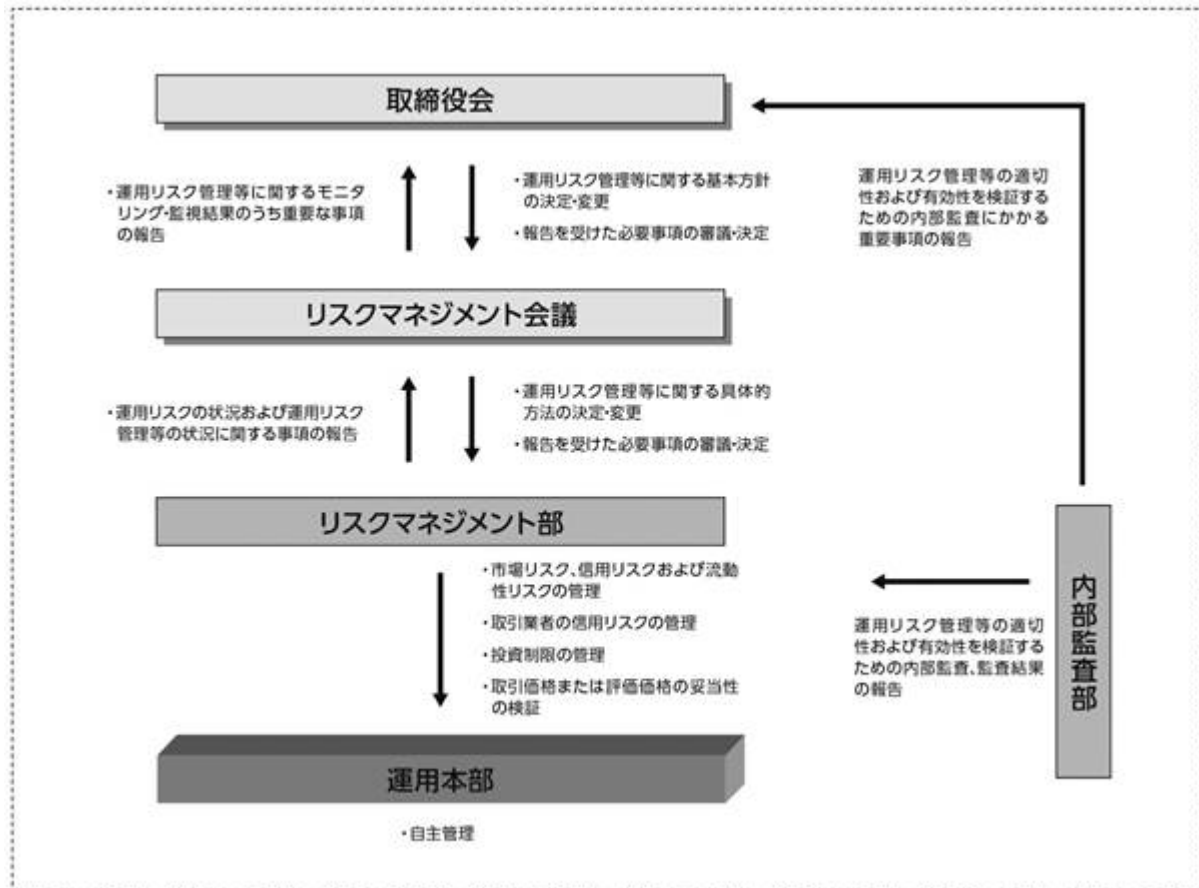 取締役会
・運用リスク管理等に関するモニタ
リング・監視結果のうち重要な事項
の報告
・運用リスク管理等に関する基本方針
の決定・変更
・報告を受けた必要事項の審議・決定
運用リスク管理等の適切
性および有効性を検証する
ための内部監査にかかる
重要事項の報告
リスクマネジメント会議
・運用リスクの状況および運用リスク
管理等の状況に関する事項の報告
・運用リスク管理等に関する具体的
方法の決定・変更
・報告を受けた必要事項の審議・決定
リスクマネジメント部
・市場リスク、信用リスクおよび流動
性リスクの管理
・取引業者の信用リスクの管理
・投資制限の管理
・取引価格または評価価格の妥当性
の検証
運用リスク管理等の適切
性および有効性を検証する
ための内部監査、監査結果
の報告
内部監査部
運用本部
・自主管理